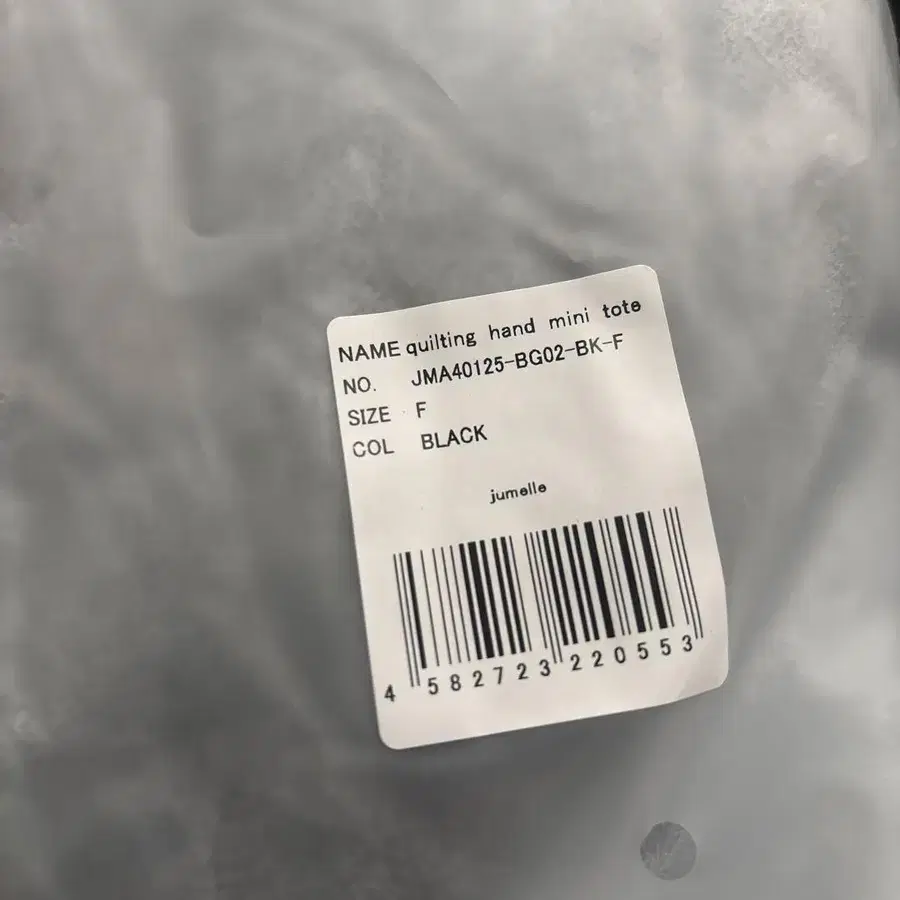 NAME quilting hand mini tote
NO. JMA40125-BG02-BK-F
SIZE F
COL BLACK
jumelle
4 582723 220553